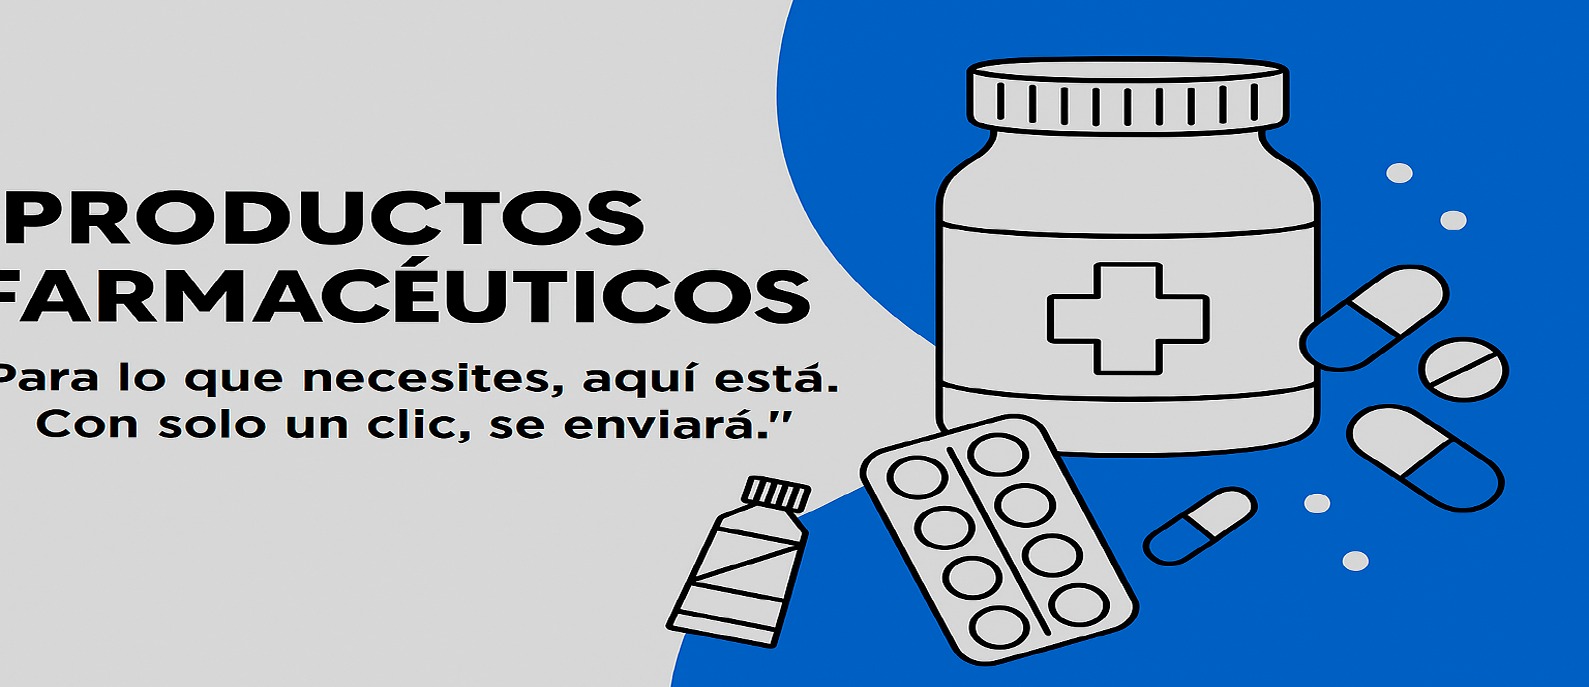 PRODUCTOS
FARMACÉUTICOS
Para lo que necesites, aquí está.
Con solo un clic, se enviará."